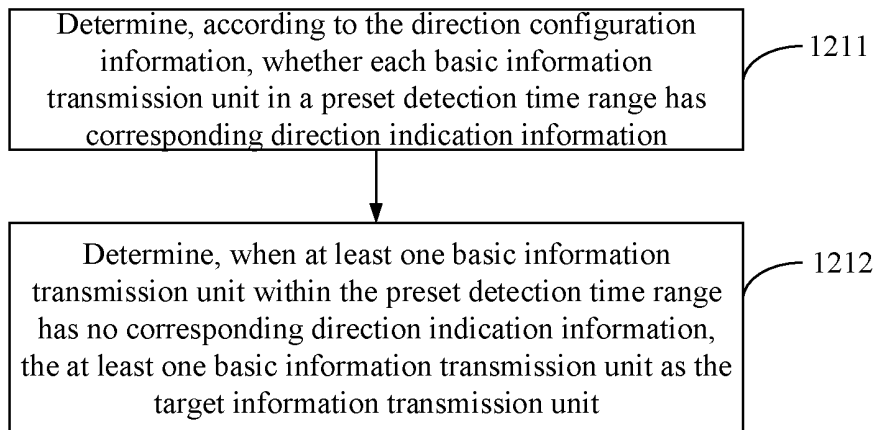 Determine, according to the direction configuration
information, whether each basic information
transmission unit in a preset detection time range has
corresponding direction indication information
1211
Determine, when at least one basic information
transmission unit within the preset detection time range
has no corresponding direction indication information,
the at least one basic information transmission unit as the
target information transmission unit
1212